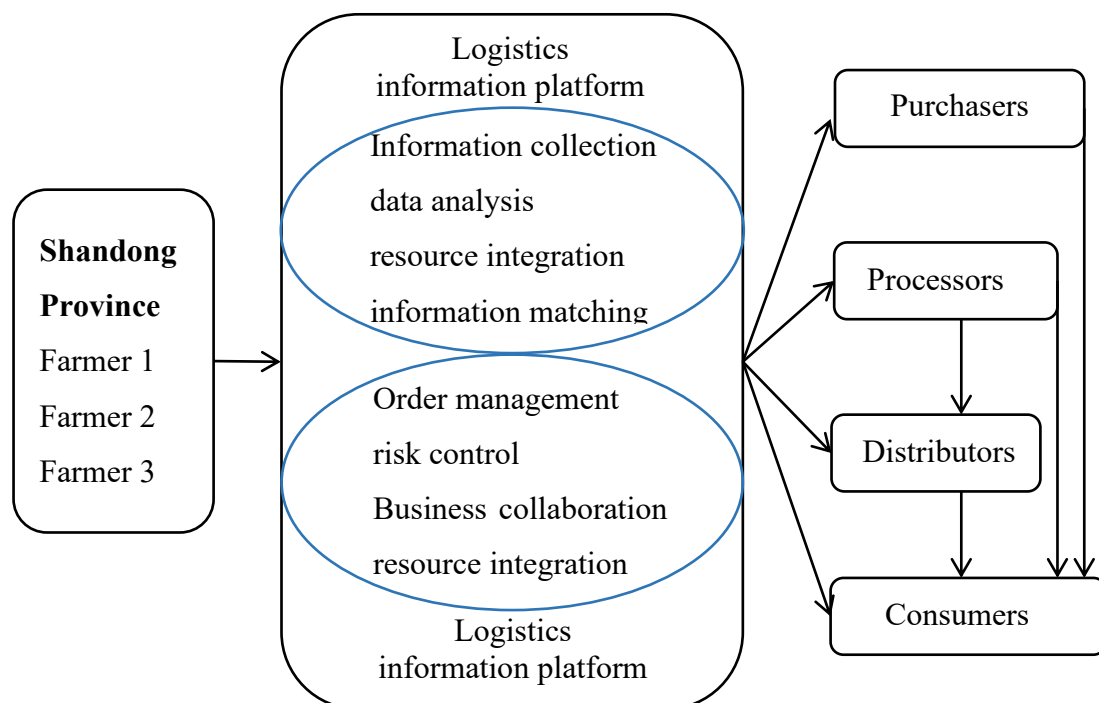 Shandong
Province
Farmer 1
Farmer 2
Farmer 3
Logistics
information platform
Information collection
data analysis
resource integration
information matching
Order management
risk control
Business collaboration
resource integration
Logistics
information platform
Purchasers
Processors
Distributors
Consumers